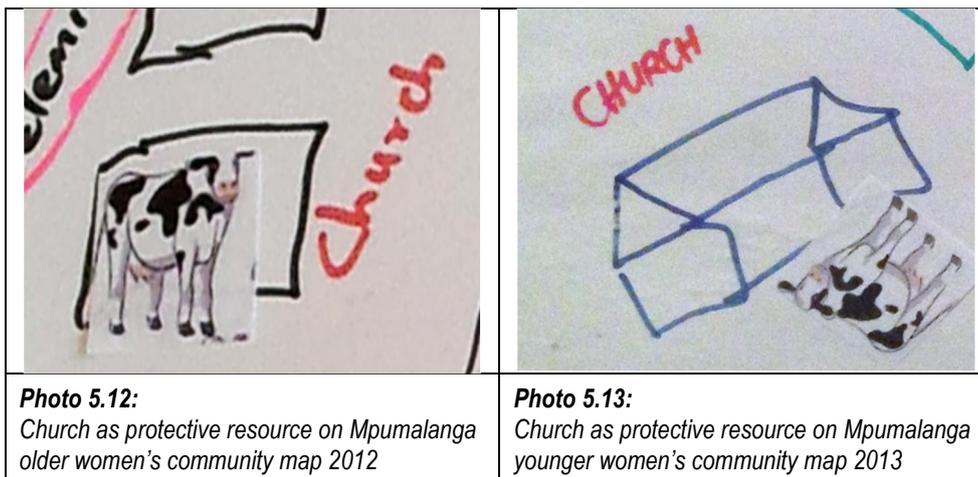 Church
CHURCH
Photo 5.12:
Church as protective resource on Mpumalanga
older women's community map 2012
Photo 5.13:
Church as protective resource on Mpumalanga
younger women's community map 2013